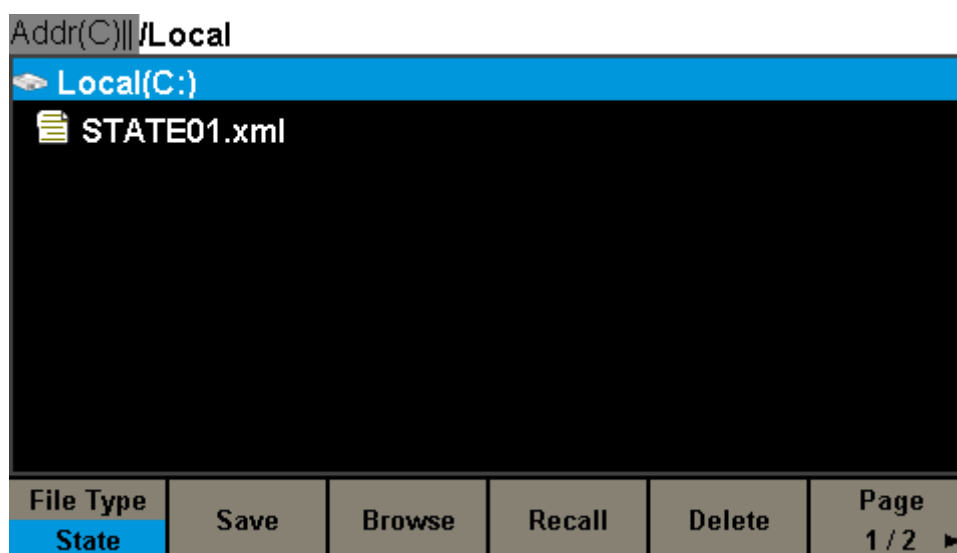 Addr(C)|| /Local
Local(C:)
STATE01.xml
File Type
State
Save
Browse
Recall
Delete
Page
1 / 2 ►